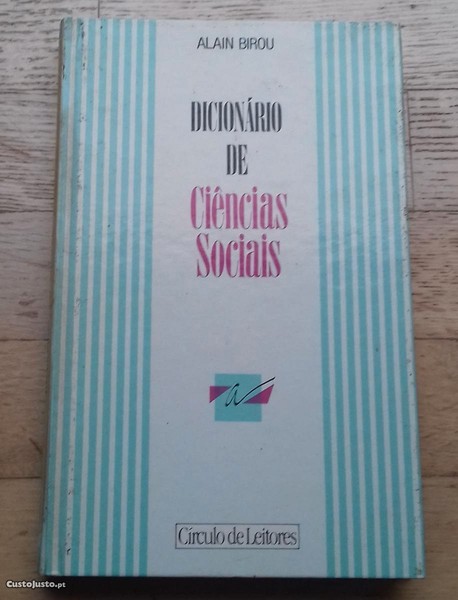 ALAIN BIROU
DICIONÁRIO
DE
Ciências
Sociais
a
Círculo de Leitores
CustoJusto.pt